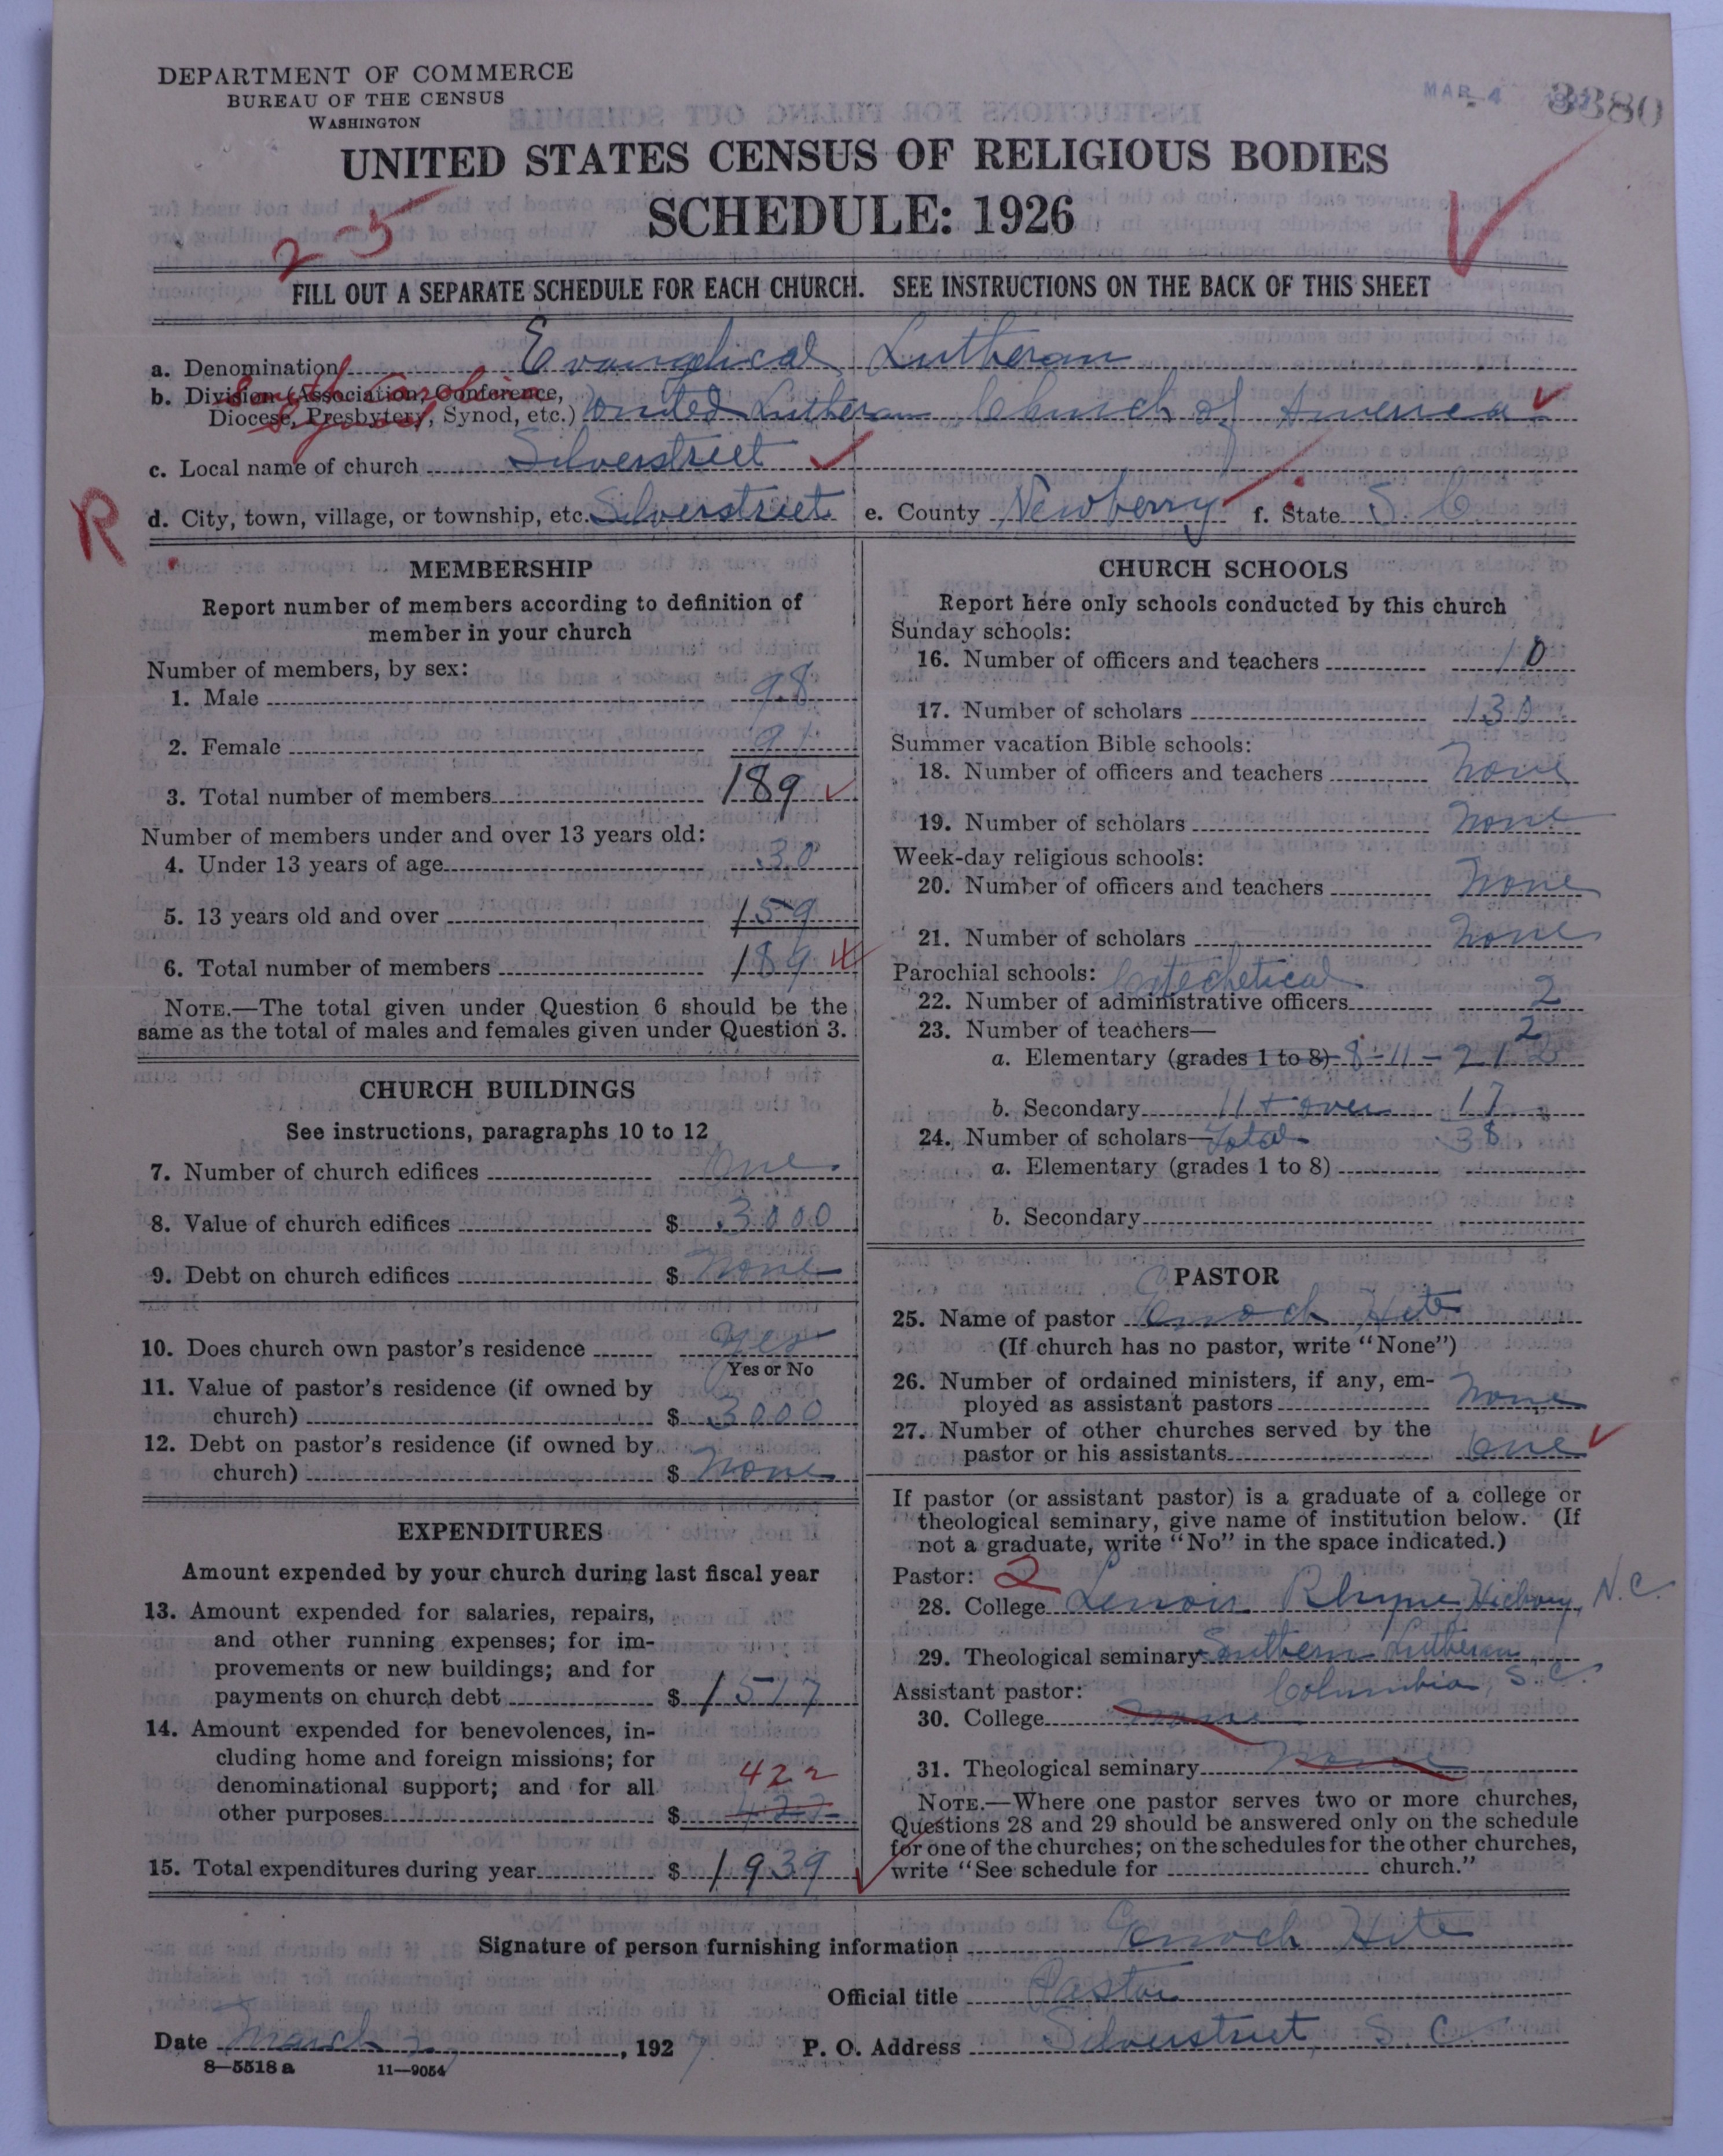 DEPARTMENT OF COMMERCE
BUREAU OF THE CENSUS
WASHINGTON
MAR 4
3380
UNITED STATES CENSUS OF RELIGIOUS BODIES
SCHEDULE: 1926
2-5
FILL OUT A SEPARATE SCHEDULE FOR EACH CHURCH. SEE INSTRUCTIONS ON THE BACK OF THIS SHEET
a. Denomination Evangelical Lutheran
South Carolina
b. Division (Association, Conference,
Diocese, Presbytery, Synod, etc.) United Lutheran Church of America
Synod
c. Local name of church Silverstreet
R
d. City, town, village, or township, etc. Silverstreet e. County Newberry f. State S. C.
MEMBERSHIP
Report number of members according to definition of
member in your church
Number of members, by sex:
1. Male 98
2. Female 91
3. Total number of members 189
Number of members under and over 13 years old:
4. Under 13 years of age 30
5. 13 years old and over 159
6. Total number of members 189
NOTE.—The total given under Question 6 should be the
same as the total of males and females given under Question 3.
CHURCH BUILDINGS
See instructions, paragraphs 10 to 12
7. Number of church edifices One
8. Value of church edifices $ 3000
9. Debt on church edifices $ None
10. Does church own pastor's residence Yes
Yes or No
11. Value of pastor's residence (if owned by
church) $ 3000
12. Debt on pastor's residence (if owned by
church) $ None
EXPENDITURES
Amount expended by your church during last fiscal year
13. Amount expended for salaries, repairs,
and other running expenses; for im-
provements or new buildings; and for
payments on church debt $ 1517
14. Amount expended for benevolences, in-
cluding home and foreign missions; for
denominational support; and for all 422
other purposes $ 422
15. Total expenditures during year $ 1939
CHURCH SCHOOLS
Report here only schools conducted by this church
Sunday schools:
16. Number of officers and teachers 10
17. Number of scholars 130
Summer vacation Bible schools:
18. Number of officers and teachers None
19. Number of scholars None
Week-day religious schools:
20. Number of officers and teachers None
21. Number of scholars None
Parochial schools: Catechetical
22. Number of administrative officers 2
23. Number of teachers— 2
a. Elementary (grades 1 to 8) 8-11 - 21
b. Secondary 11 + over 17
24. Number of scholars— Total 38
a. Elementary (grades 1 to 8)
b. Secondary
PASTOR
25. Name of pastor Enoch Hite
(If church has no pastor, write "None")
26. Number of ordained ministers, if any, em-
ployed as assistant pastors None
27. Number of other churches served by the
pastor or his assistants One
If pastor (or assistant pastor) is a graduate of a college or
theological seminary, give name of institution below. (If
not a graduate, write "No" in the space indicated.)
Pastor: 2
28. College Lenoir Rhyne, Hickory, N. C.
29. Theological seminary Southern Lutheran
Assistant pastor: Columbia, S. C.
30. College None
31. Theological seminary None
NOTE.—Where one pastor serves two or more churches,
Questions 28 and 29 should be answered only on the schedule
for one of the churches; on the schedules for the other churches,
write "See schedule for church."
Signature of person furnishing information Enoch Hite
Official title Pastor
Date March 2, 1927 P. O. Address Silverstreet, S. C.
8—5518 a 11—9054